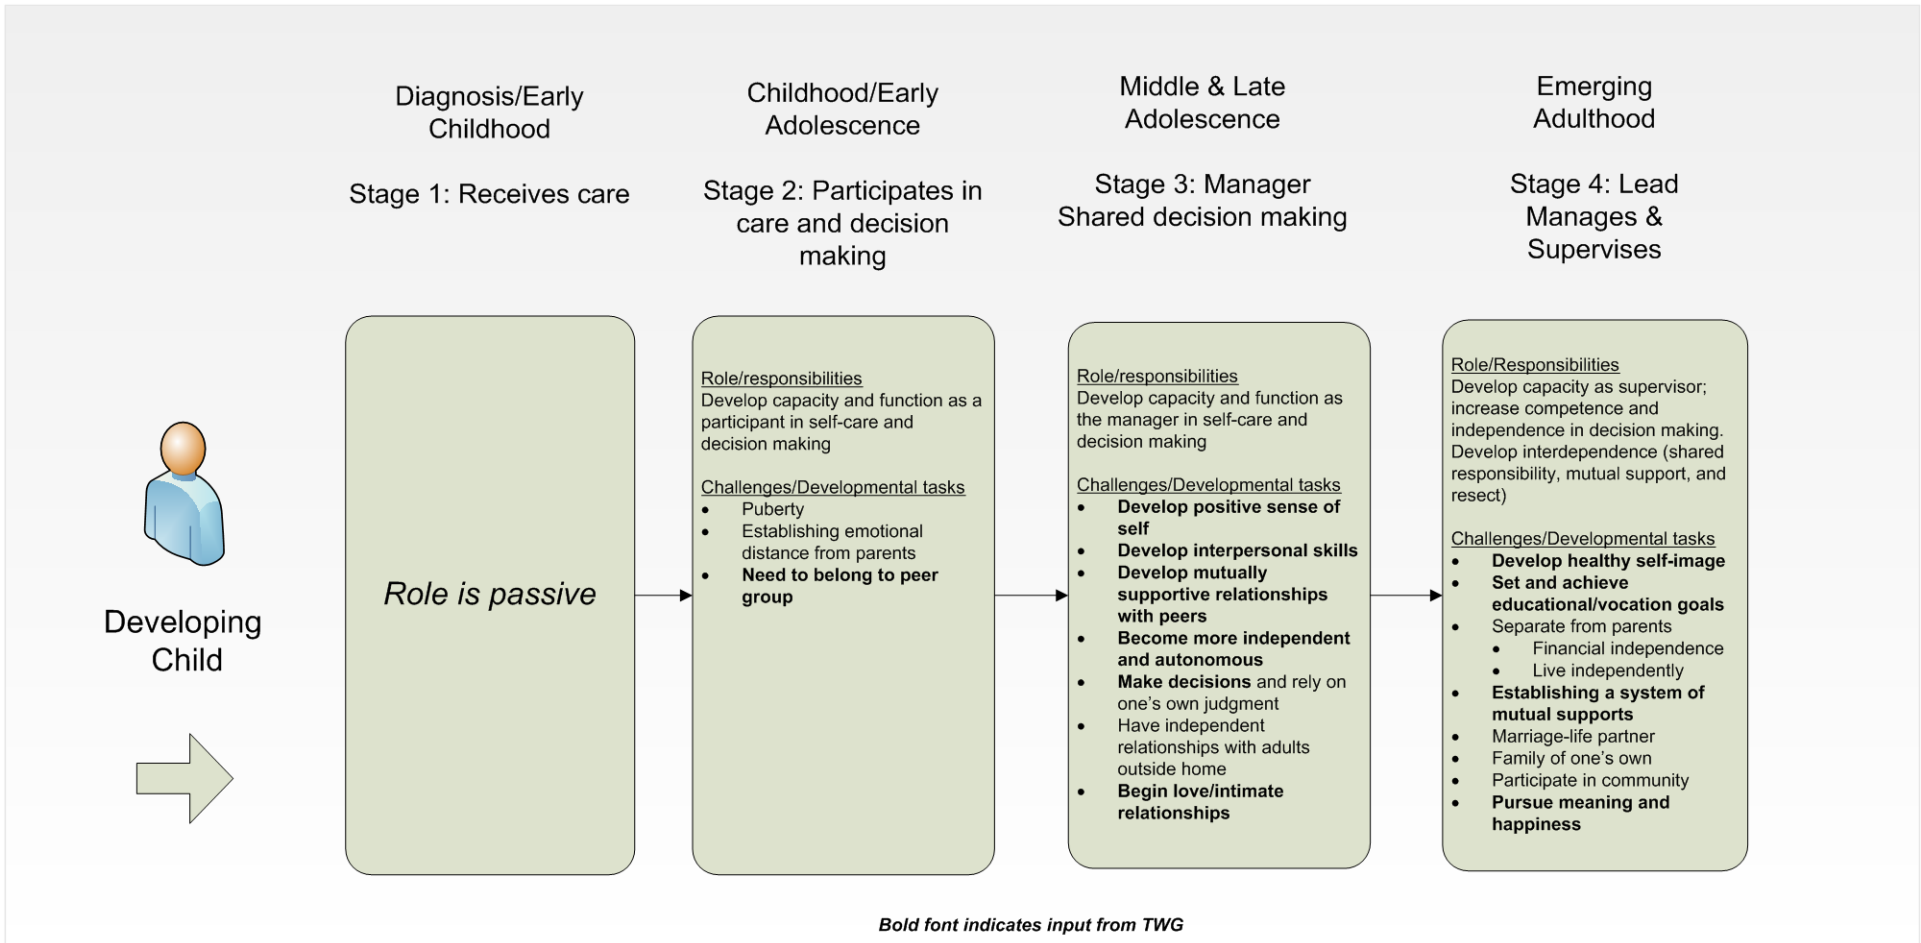 Diagnosis/Early
Childhood
Stage 1: Receives care
Childhood/Early
Adolescence
Stage 2: Participates in
care and decision
making
Middle & Late
Adolescence
Stage 3: Manager
Shared decision making
Emerging
Adulthood
Stage 4: Lead
Manages &
Supervises
Developing
Child
Role is passive
Role/responsibilities
Develop capacity and function as a
participant in self-care and
decision making
Challenges/Developmental tasks
• Puberty
• Establishing emotional
distance from parents
• Need to belong to peer
group
Role/responsibilities
Develop capacity and function as
the manager in self-care and
decision making
Challenges/Developmental tasks
• Develop positive sense of
self
• Develop interpersonal skills
• Develop mutually
supportive relationships
with peers
• Become more independent
and autonomous
• Make decisions and rely on
one's own judgment
• Have independent
relationships with adults
outside home
• Begin love/intimate
relationships
Role/Responsibilities
Develop capacity as supervisor;
increase competence and
independence in decision making.
Develop interdependence (shared
responsibility, mutual support, and
resect)
Challenges/Developmental tasks
• Develop healthy self-image
• Set and achieve
educational/vocation goals
• Separate from parents
• Financial independence
• Live independently
• Establishing a system of
mutual supports
• Marriage-life partner
• Family of one's own
• Participate in community
• Pursue meaning and
happiness
Bold font indicates input from TWG